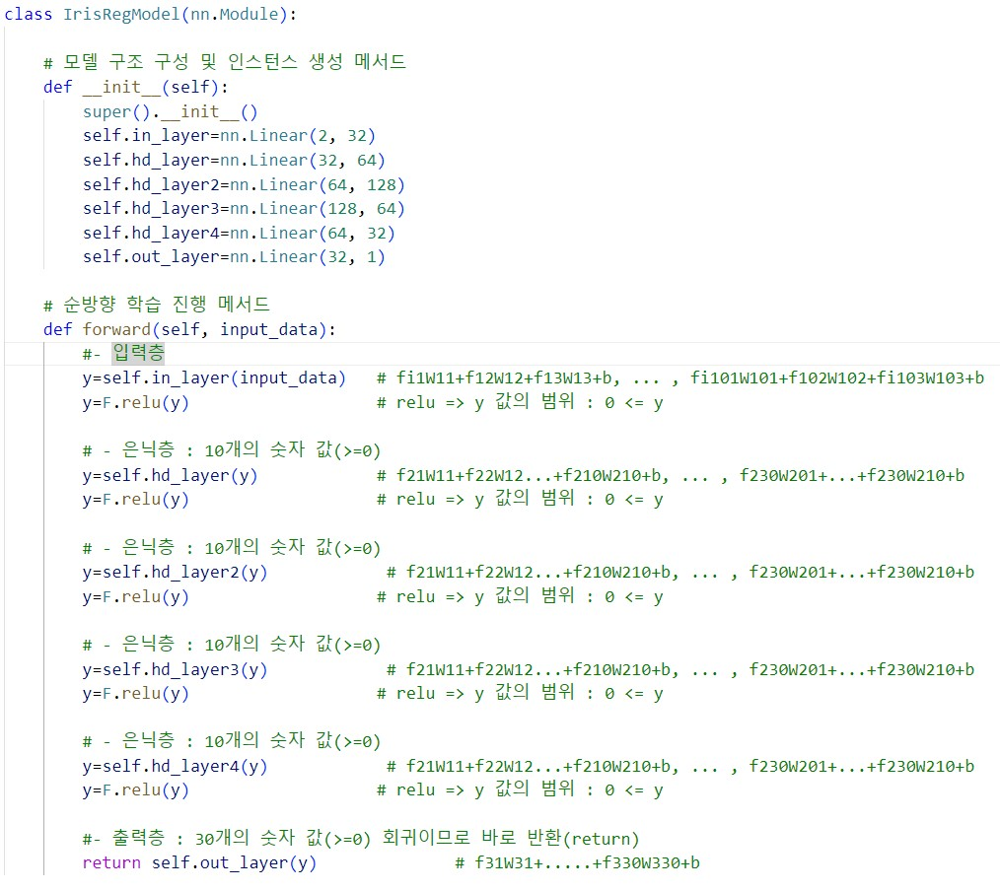 class IrisRegModel(nn.Module):
# 모델 구조 구성 및 인스턴스 생성 메서드
def __init__(self):
super().__init__()
self.in_layer=nn.Linear(2, 32)
self.hd_layer=nn.Linear(32, 64)
self.hd_layer2=nn.Linear(64, 128)
self.hd_layer3=nn.Linear(128, 64)
self.hd_layer4=nn.Linear(64, 32)
self.out_layer=nn.Linear(32, 1)
# 순방향 학습 진행 메서드
def forward(self, input_data):
#- 입력층
y=self.in_layer(input_data) # fi1W11+f12W12+f13W13+b, ... , fi101W101+f102W102+fi103W103+b
y=F.relu(y) # relu => y 값의 범위 : 0 <= y
# - 은닉층 : 10개의 숫자 값(>=0)
y=self.hd_layer(y) # f21W11+f22W12...+f210W210+b, ... , f230W201+...+f230W210+b
y=F.relu(y) # relu => y 값의 범위 : 0 <= y
# - 은닉층 : 10개의 숫자 값(>=0)
y=self.hd_layer2(y) # f21W11+f22W12...+f210W210+b, ... , f230W201+...+f230W210+b
y=F.relu(y) # relu => y 값의 범위 : 0 <= y
# - 은닉층 : 10개의 숫자 값(>=0)
y=self.hd_layer3(y) # f21W11+f22W12...+f210W210+b, ... , f230W201+...+f230W210+b
y=F.relu(y) # relu => y 값의 범위 : 0 <= y
# - 은닉층 : 10개의 숫자 값(>=0)
y=self.hd_layer4(y) # f21W11+f22W12...+f210W210+b, ... , f230W201+...+f230W210+b
y=F.relu(y) # relu => y 값의 범위 : 0 <= y
#- 출력층 : 30개의 숫자 값(>=0) 회귀이므로 바로 반환(return)
return self.out_layer(y) # f31W31+.....+f330W330+b